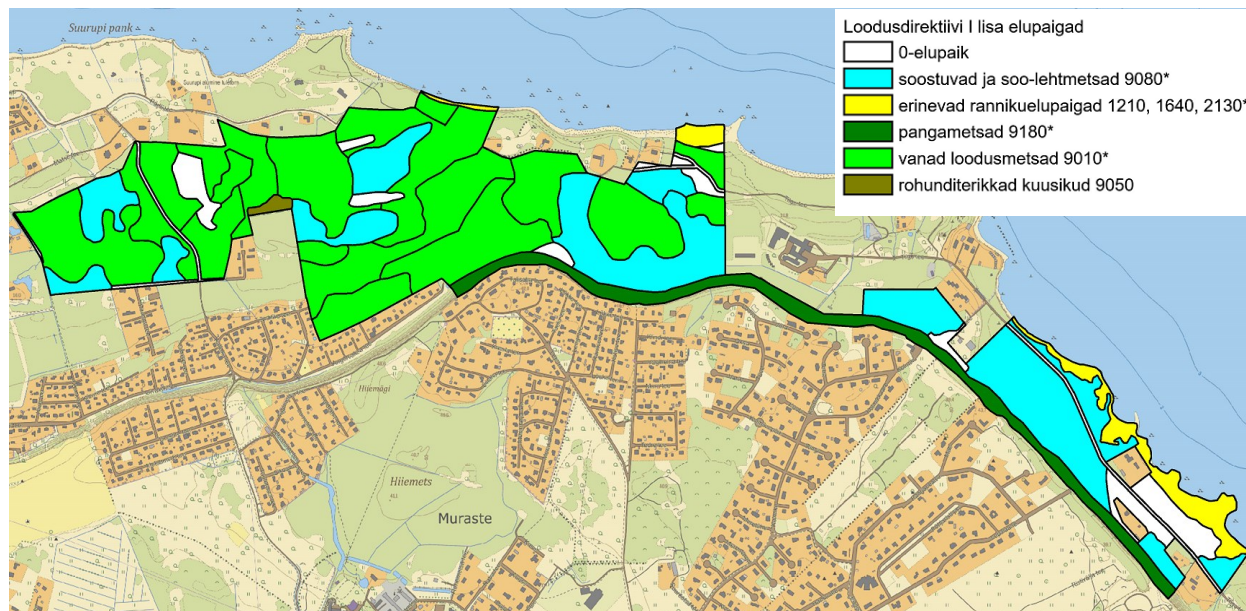 Suurupi pank
Loodusdirektiivi I lisa elupaigad
0-elupaik
soostuvad ja soo-lehtmetsad 9080*
erinevad rannikuelupaigad 1210, 1640, 2130*
pangametsad 9180*
vanad loodusmetsad 9010*
rohunditerikkad kuusikud 9050
Hiiemägi
Hiiemets
Muraste